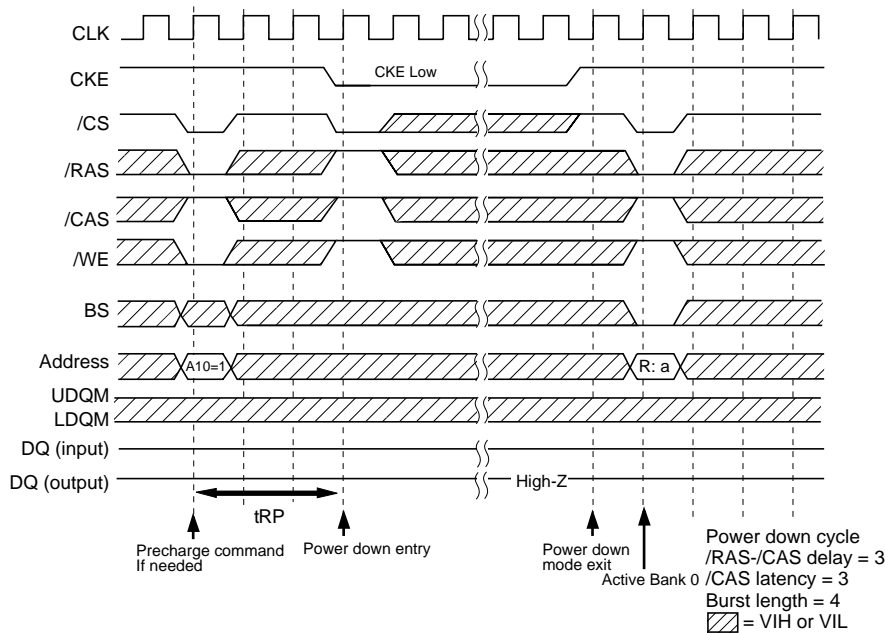 CLK
CKE
CKE Low
/CS
/RAS
/CAS
/WE
BS
Address
A10=1
R: a
UDQM
LDQM
DQ (input)
DQ (output)
High-Z
tRP
Precharge command
If needed
Power down entry
Power down
mode exit
Active Bank 0
Power down cycle
/RAS-/CAS delay = 3
/CAS latency = 3
Burst length = 4
= VIH or VIL